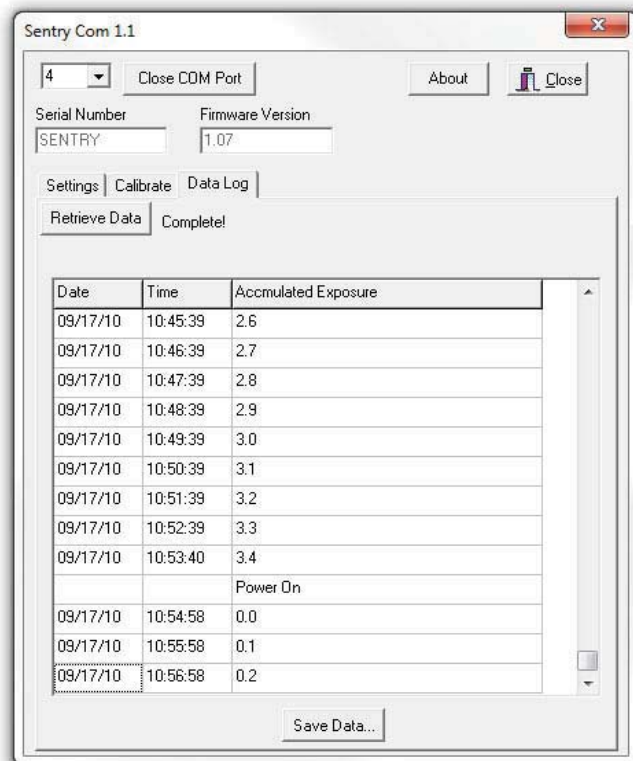 Sentry Com 1.1
4 Close COM Port About Close
Serial Number Firmware Version
SENTRY 1.07
Settings Calibrate Data Log
Retrieve Data Complete!
Date Time Accmulated Exposure
09/17/10 10:45:39 2.6
09/17/10 10:46:39 2.7
09/17/10 10:47:39 2.8
09/17/10 10:48:39 2.9
09/17/10 10:49:39 3.0
09/17/10 10:50:39 3.1
09/17/10 10:51:39 3.2
09/17/10 10:52:39 3.3
09/17/10 10:53:40 3.4
Power On
09/17/10 10:54:58 0.0
09/17/10 10:55:58 0.1
09/17/10 10:56:58 0.2
Save Data...